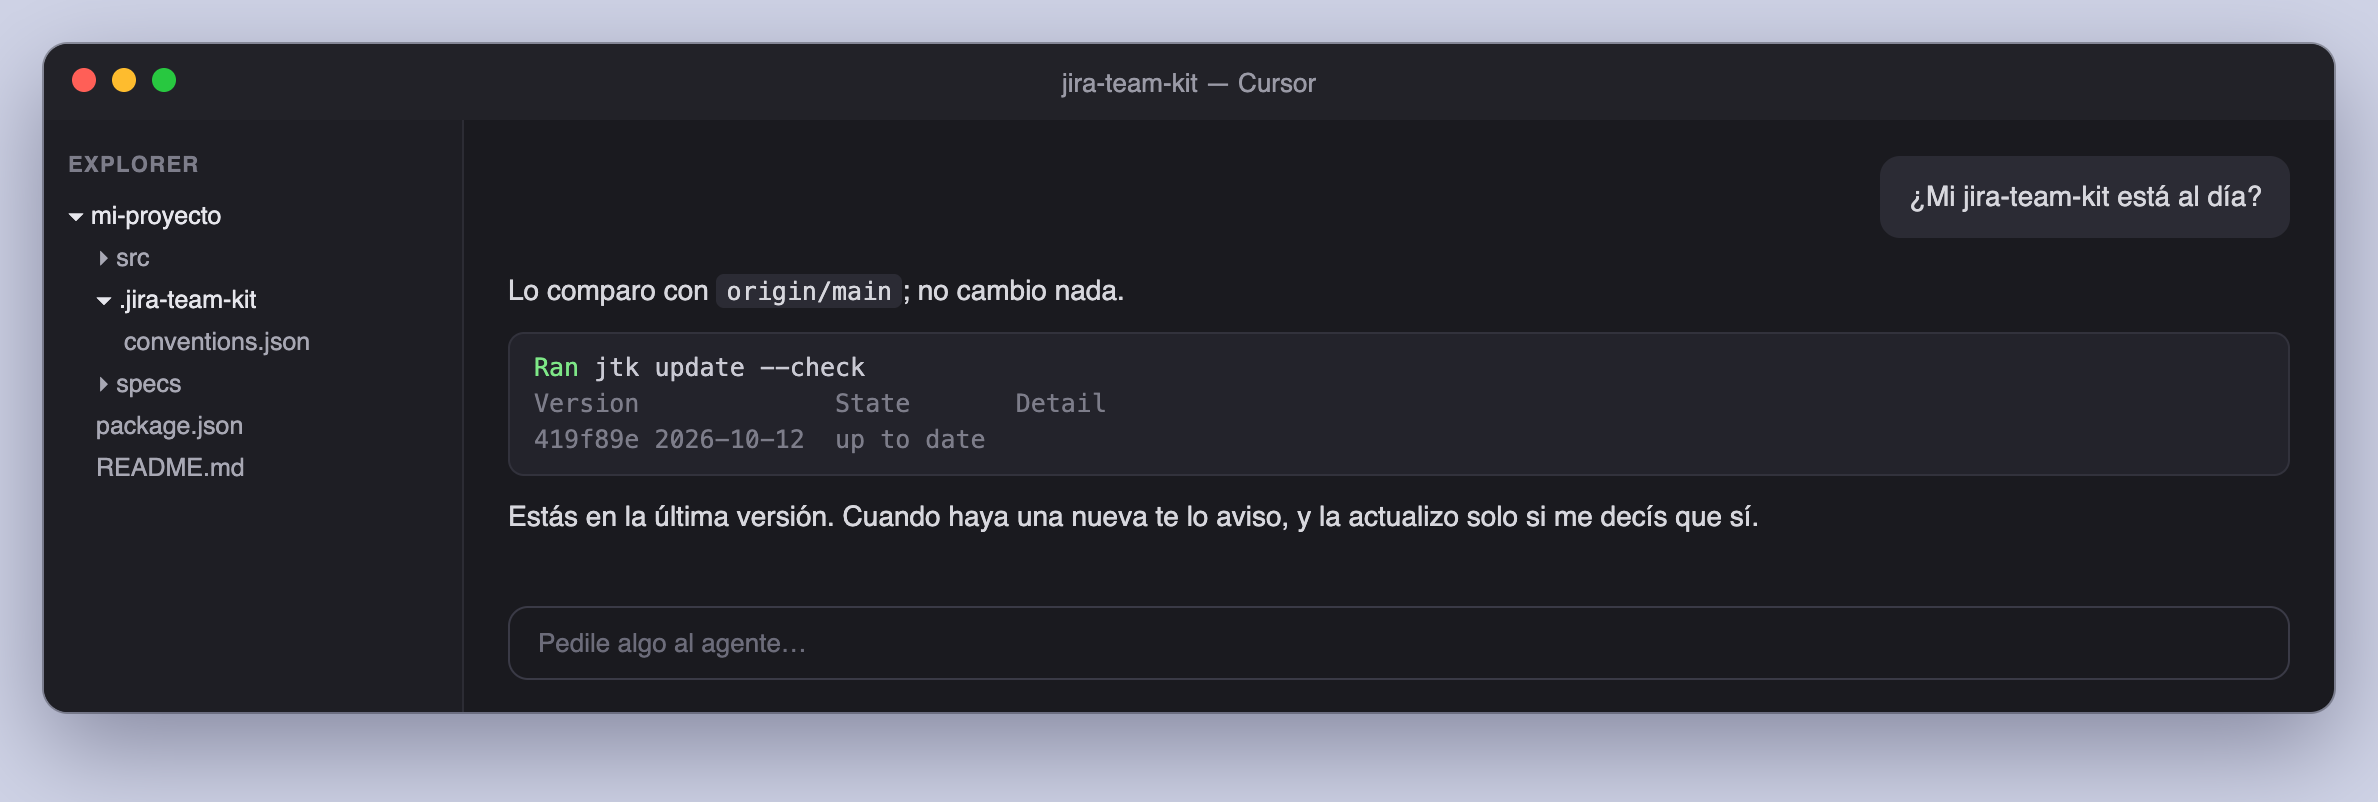 jira-team-kit — Cursor
EXPLORER
mi-proyecto
src
.jira-team-kit
conventions.json
specs
package.json
README.md
¿Mi jira-team-kit está al día?
Lo comparo con origin/main; no cambio nada.
Ran jtk update --check
Version State Detail
419f89e 2026-10-12 up to date
Estás en la última versión. Cuando haya una nueva te lo aviso, y la actualizo solo si me decís que sí.
Pedile algo al agente…